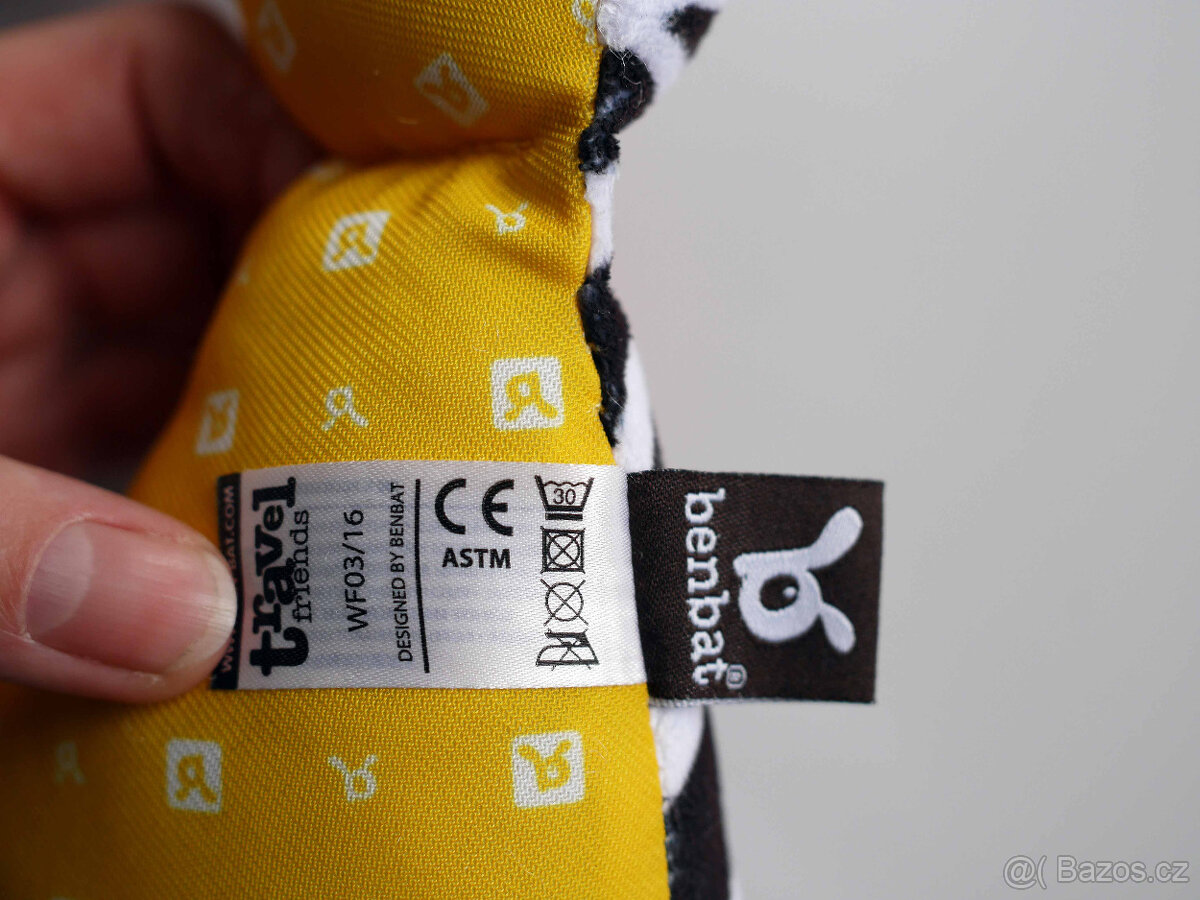 travel
friends
WF03/16
DESIGNED BY BENBAT
CE
ASTM
30
benbat®
@( Bazos.cz